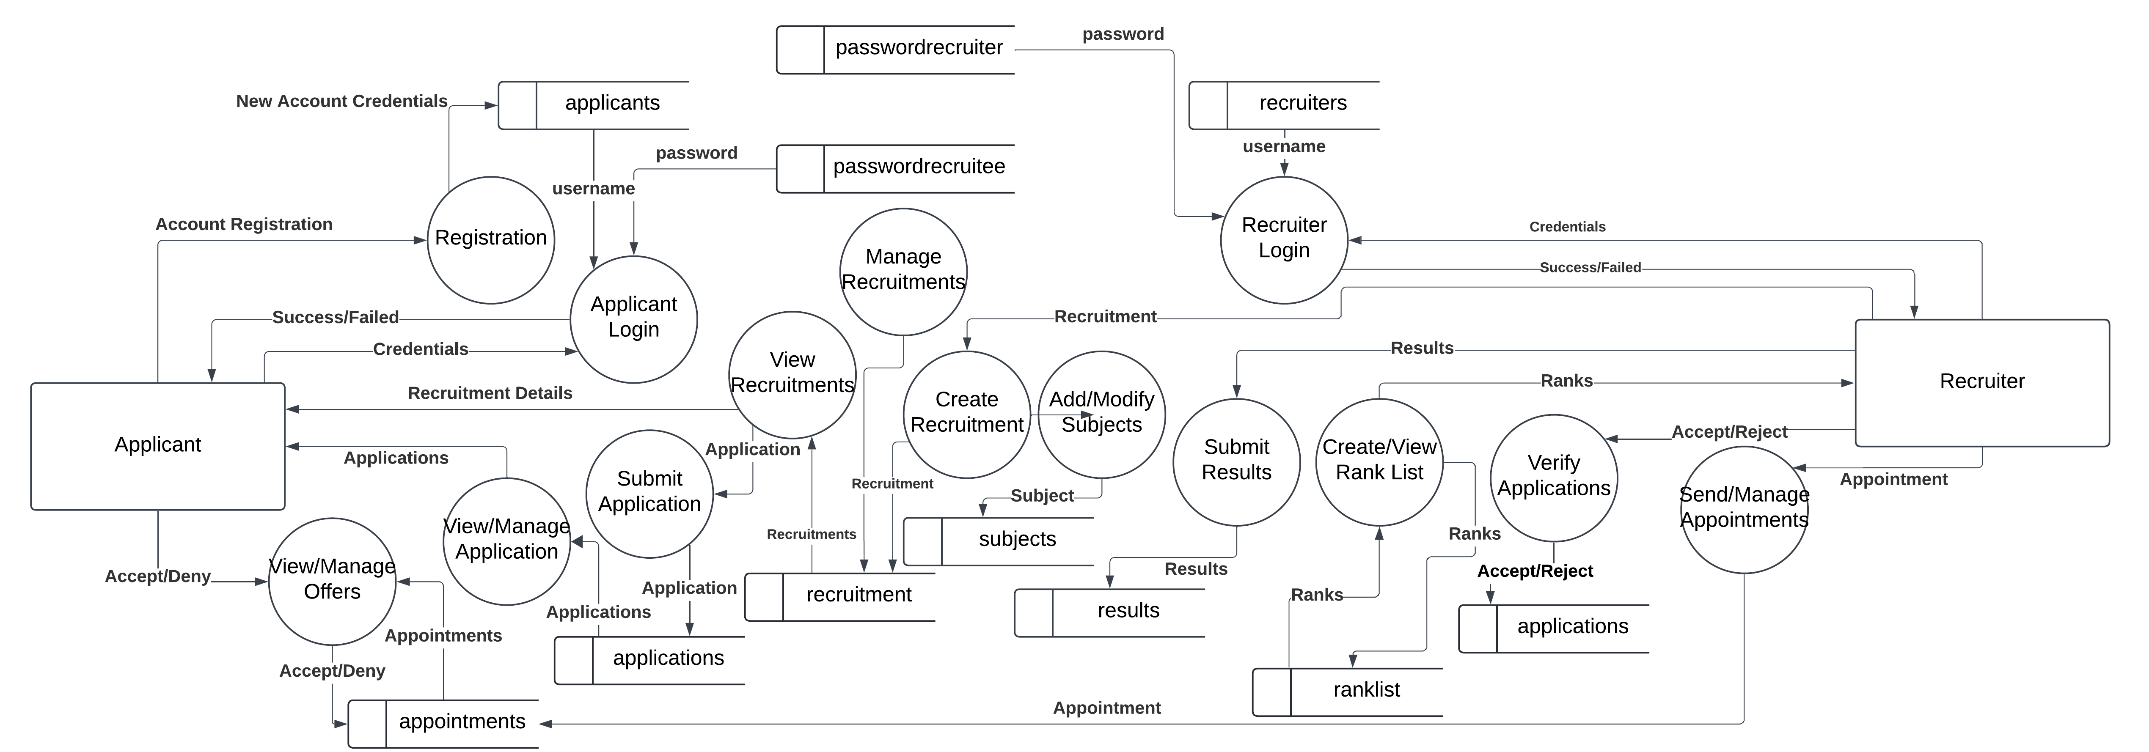 passwordrecruiter
password
New Account Credentials
applicants
recruiters
username
password
passwordrecruitee
username
Account Registration
Registration
Manage
Recruitments
Recruiter
Login
Credentials
Success/Failed
Applicant
Login
Success/Failed
Recruitment
Credentials
View
Recruitments
Results
Ranks
Recruiter
Recruitment Details
Create
Recruitment
Add/Modify
Subjects
Applicant
Applications
Application
Submit
Application
Submit
Results
Create/View
Rank List
Accept/Reject
Verify
Applications
Appointment
Send/Manage
Appointments
Recruitment
Subject
View/Manage
Application
Recruitments
subjects
Ranks
Accept/Deny
View/Manage
Offers
Results
Accept/Reject
Application
recruitment
Ranks
Applications
results
applications
Appointments
applications
Accept/Deny
ranklist
Appointment
appointments